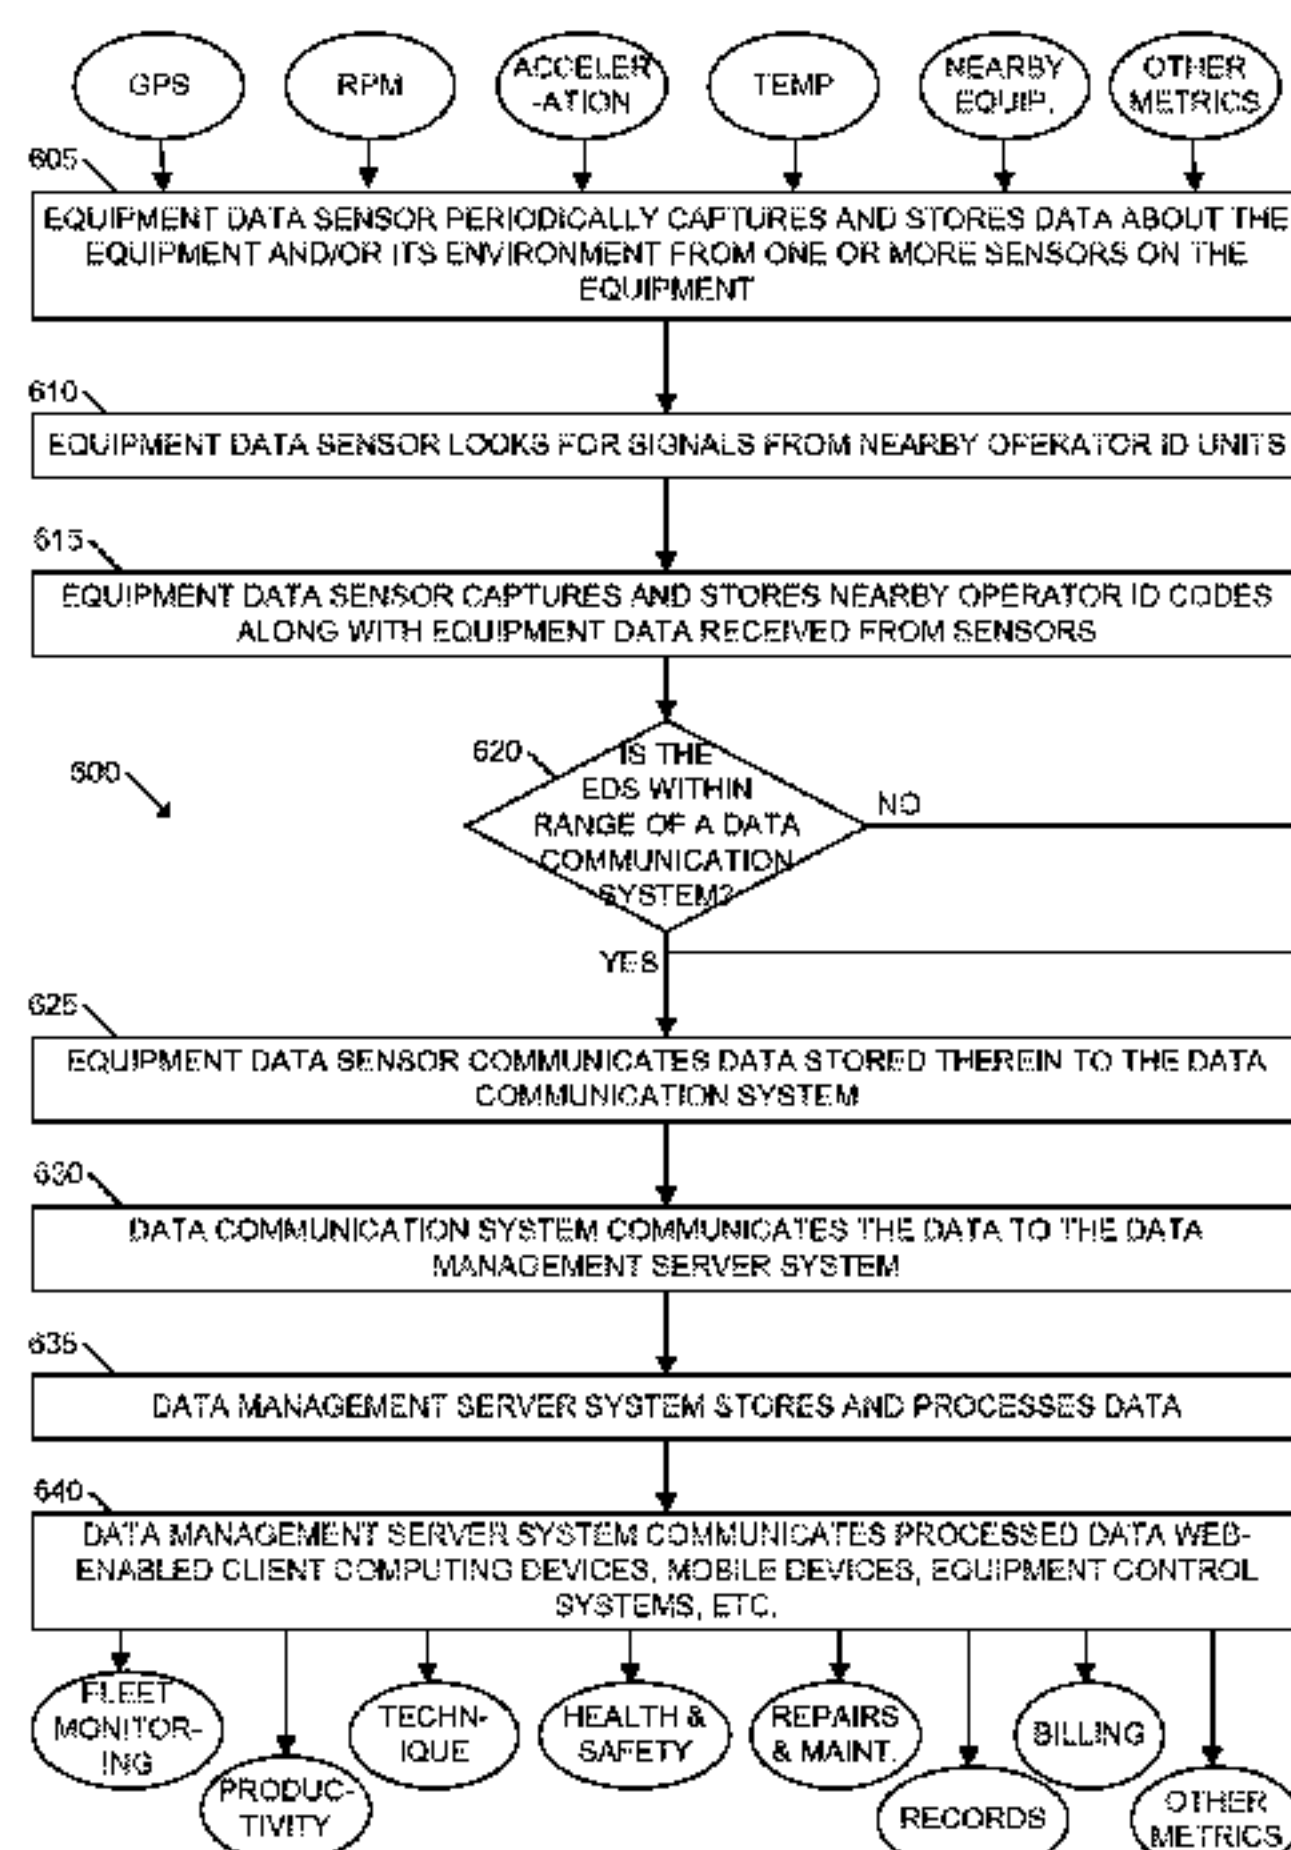 GPS
RPM
ACCELER
-ATION
TEMP
NEARBY
EQUIP.
OTHER
METRICS
605
EQUIPMENT DATA SENSOR PERIODICALLY CAPTURES AND STORES DATA ABOUT THE
EQUIPMENT AND/OR ITS ENVIRONMENT FROM ONE OR MORE SENSORS ON THE
EQUIPMENT
610
EQUIPMENT DATA SENSOR LOOKS FOR SIGNALS FROM NEARBY OPERATOR ID UNITS
615
EQUIPMENT DATA SENSOR CAPTURES AND STORES NEARBY OPERATOR ID CODES
ALONG WITH EQUIPMENT DATA RECEIVED FROM SENSORS
600
620
IS THE
EDS WITHIN
RANGE OF A DATA
COMMUNICATION
SYSTEM?
NO
YES
625
EQUIPMENT DATA SENSOR COMMUNICATES DATA STORED THEREIN TO THE DATA
COMMUNICATION SYSTEM
630
DATA COMMUNICATION SYSTEM COMMUNICATES THE DATA TO THE DATA
MANAGEMENT SERVER SYSTEM
635
DATA MANAGEMENT SERVER SYSTEM STORES AND PROCESSES DATA
640
DATA MANAGEMENT SERVER SYSTEM COMMUNICATES PROCESSED DATA WEB-
ENABLED CLIENT COMPUTING DEVICES, MOBILE DEVICES, EQUIPMENT CONTROL
SYSTEMS, ETC.
FLEET
MONITOR-
ING
PRODUC-
TIVITY
TECHN-
IQUE
HEALTH &
SAFETY
REPAIRS
& MAINT.
RECORDS
BILLING
OTHER
METRICS